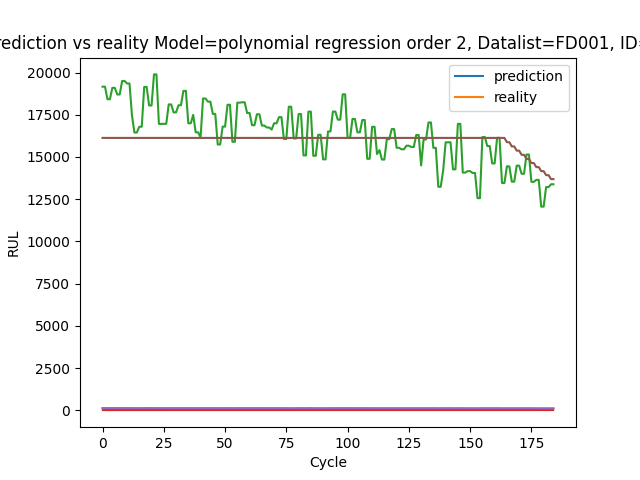 rediction vs reality Model=polynomial regression order 2, Datalist=FD001, ID=
prediction
reality
20000
17500
15000
12500
10000
7500
5000
2500
0
RUL
0 25 50 75 100 125 150 175
Cycle